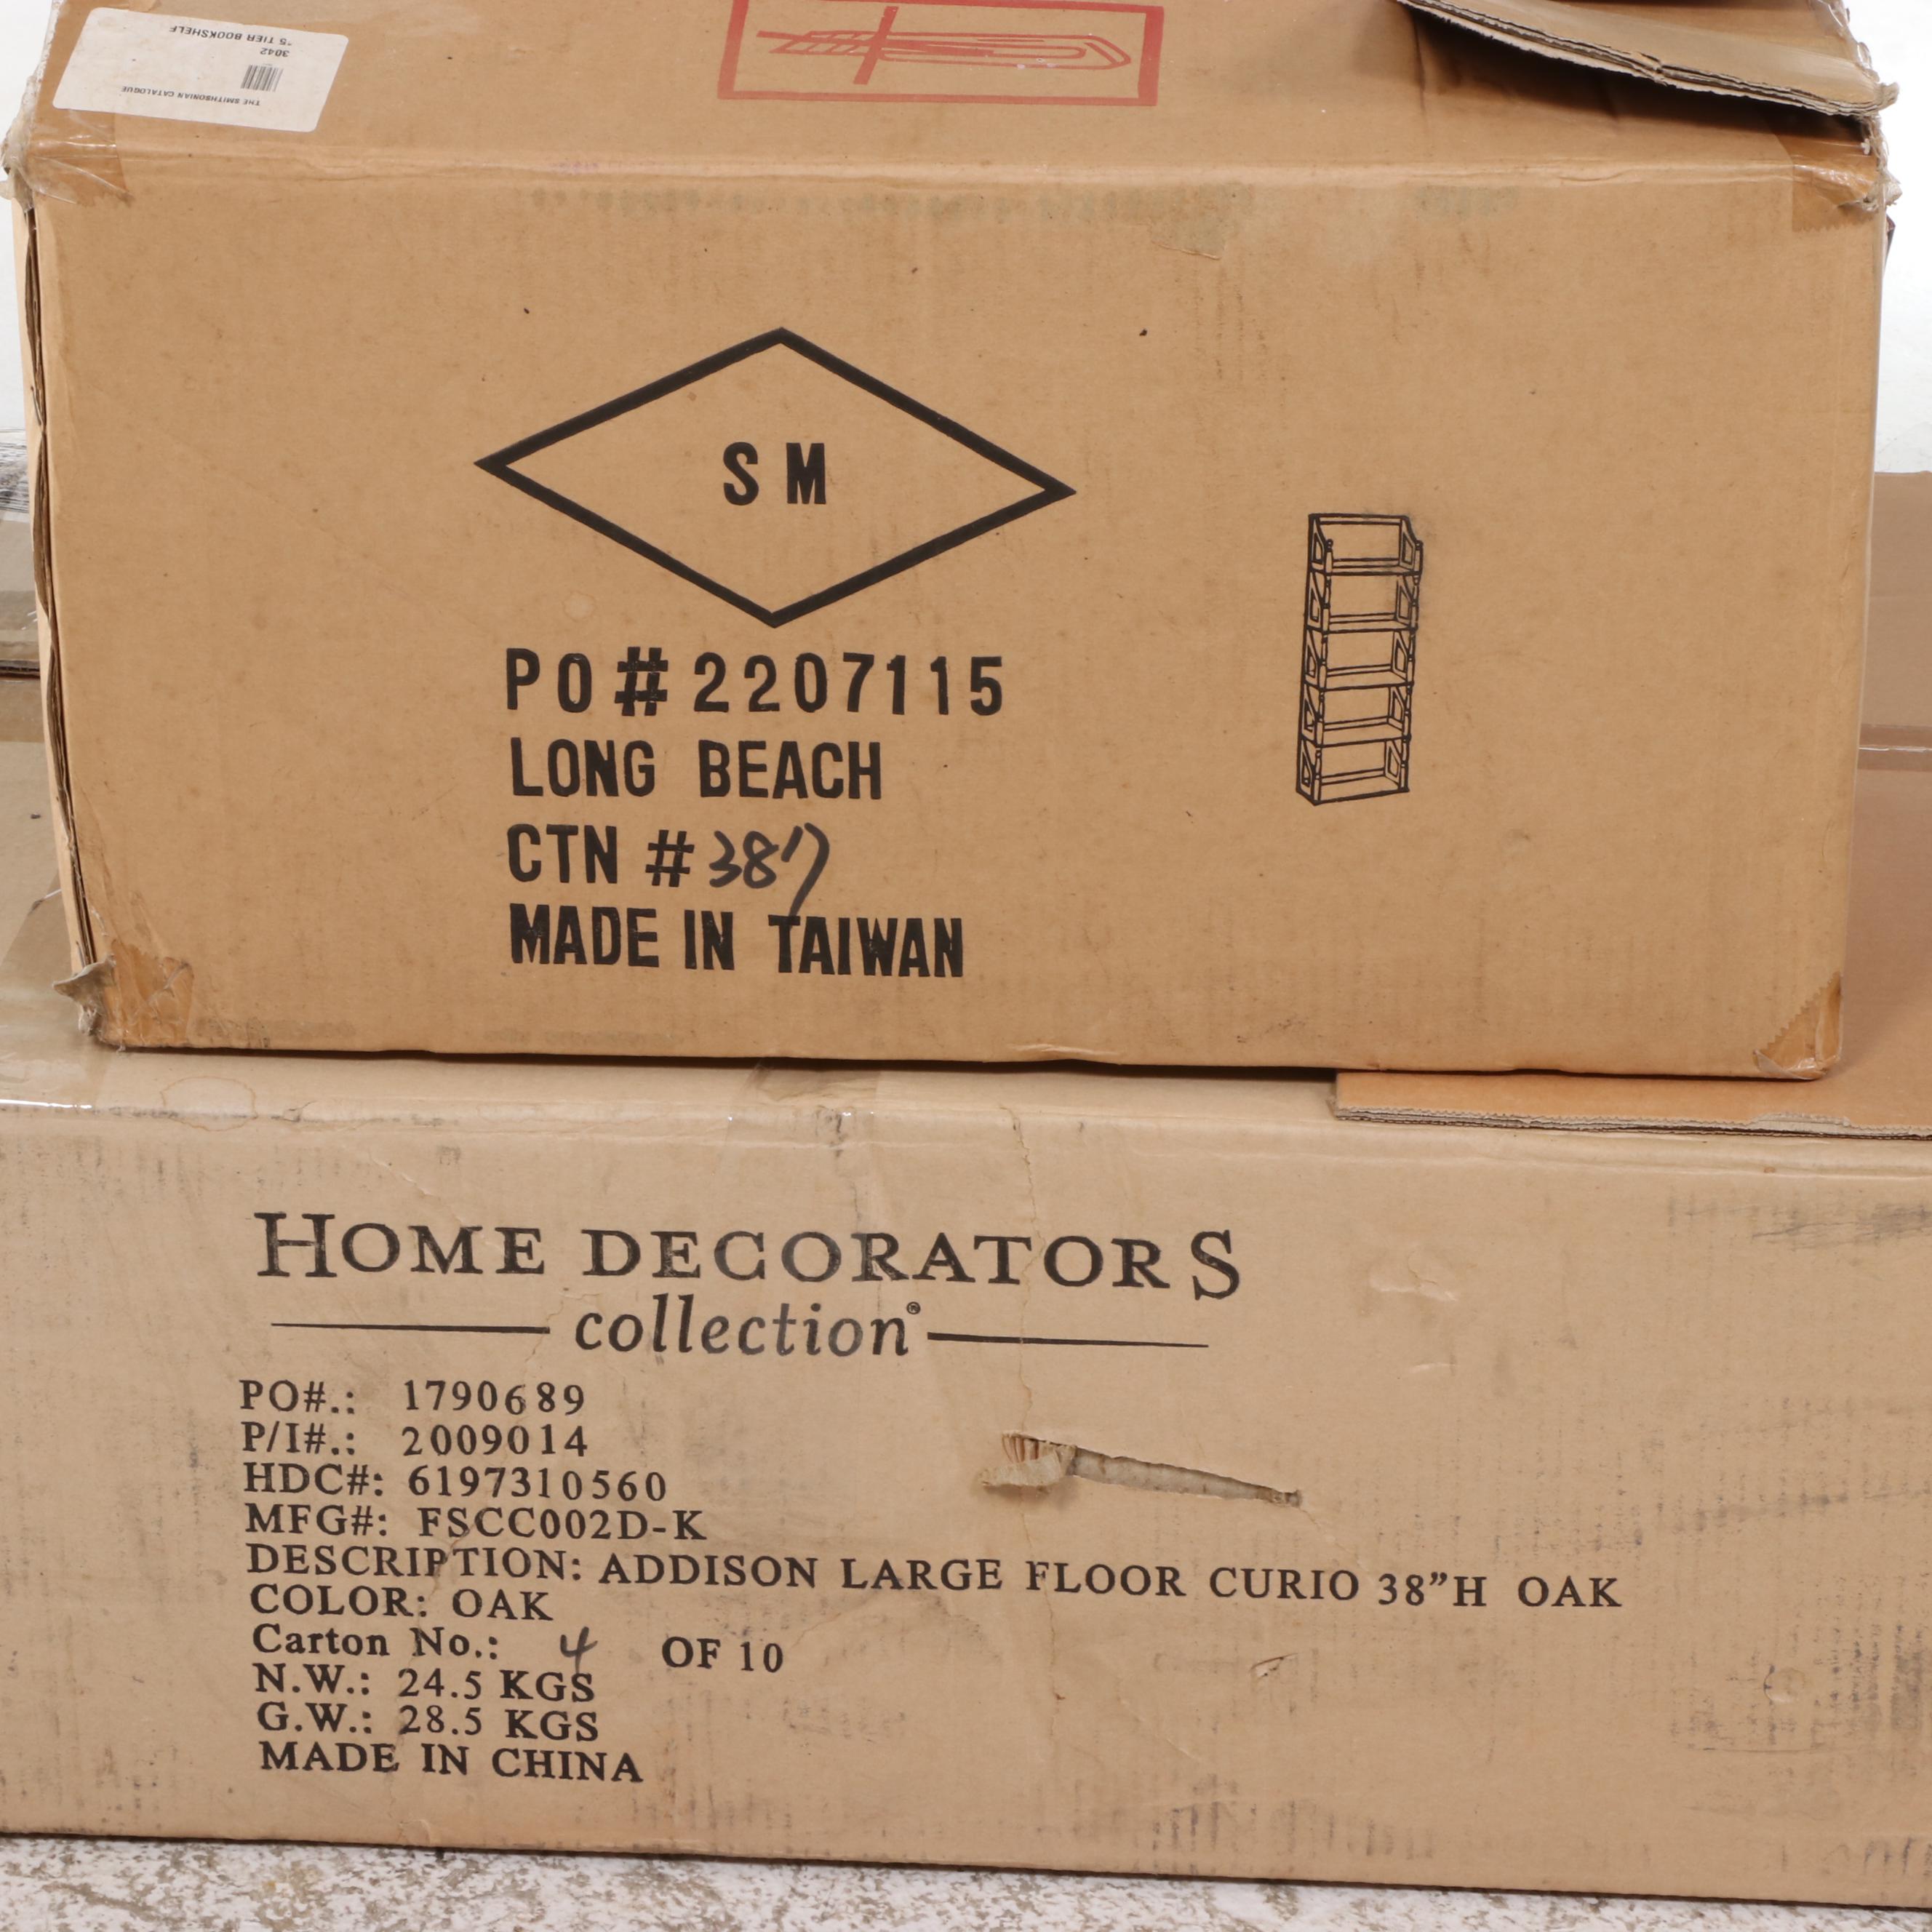 THE SMITHSONIAN CATALOGUE
3042
"5 TIER BOOKSHELF
S M
PO#2207115
LONG BEACH
CTN #387
MADE IN TAIWAN
HOME DECORATORS
collection®
PO#.: 1790689
P/I#.: 2009014
HDC#: 6197310560
MFG#: FSCC002D-K
DESCRIPTION: ADDISON LARGE FLOOR CURIO 38”H OAK
COLOR: OAK
Carton No.: 4 OF 10
N.W.: 24.5 KGS
G.W.: 28.5 KGS
MADE IN CHINA